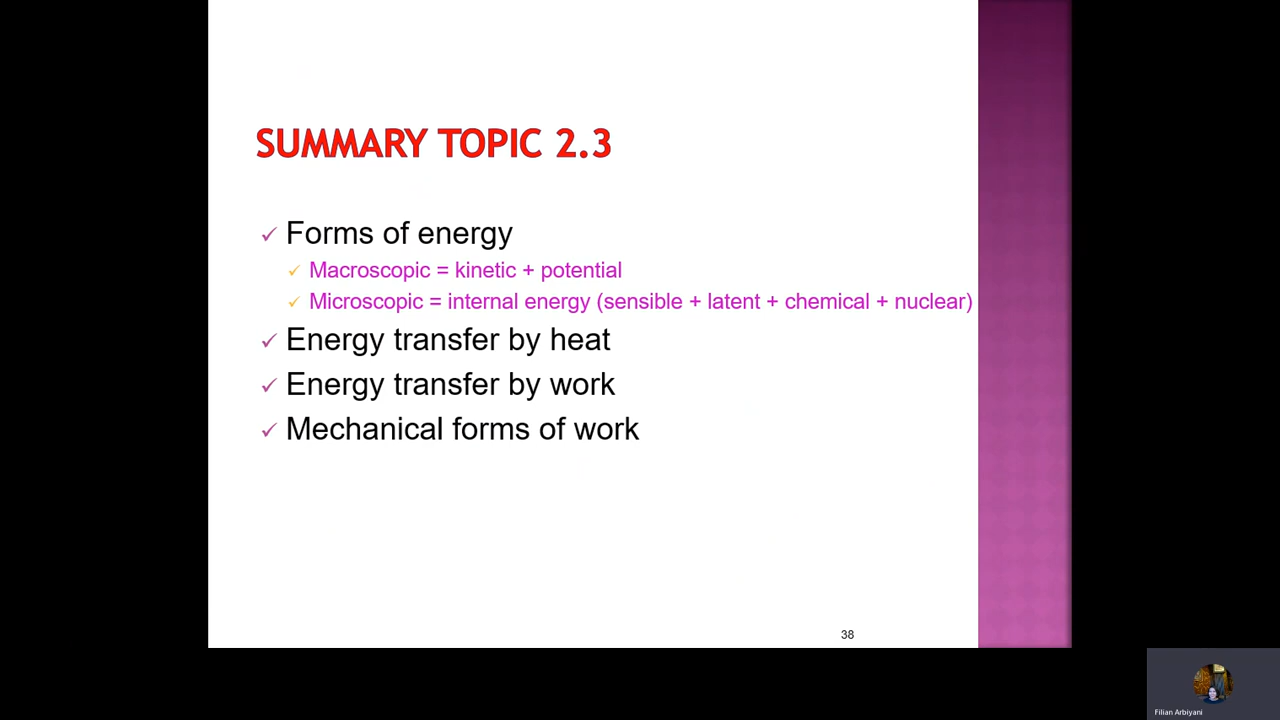 SUMMARY TOPIC 2.3
✓ Forms of energy
✓ Macroscopic = kinetic + potential
✓ Microscopic = internal energy (sensible + latent + chemical + nuclear)
✓ Energy transfer by heat
✓ Energy transfer by work
✓ Mechanical forms of work
38
Filian Arbiyani